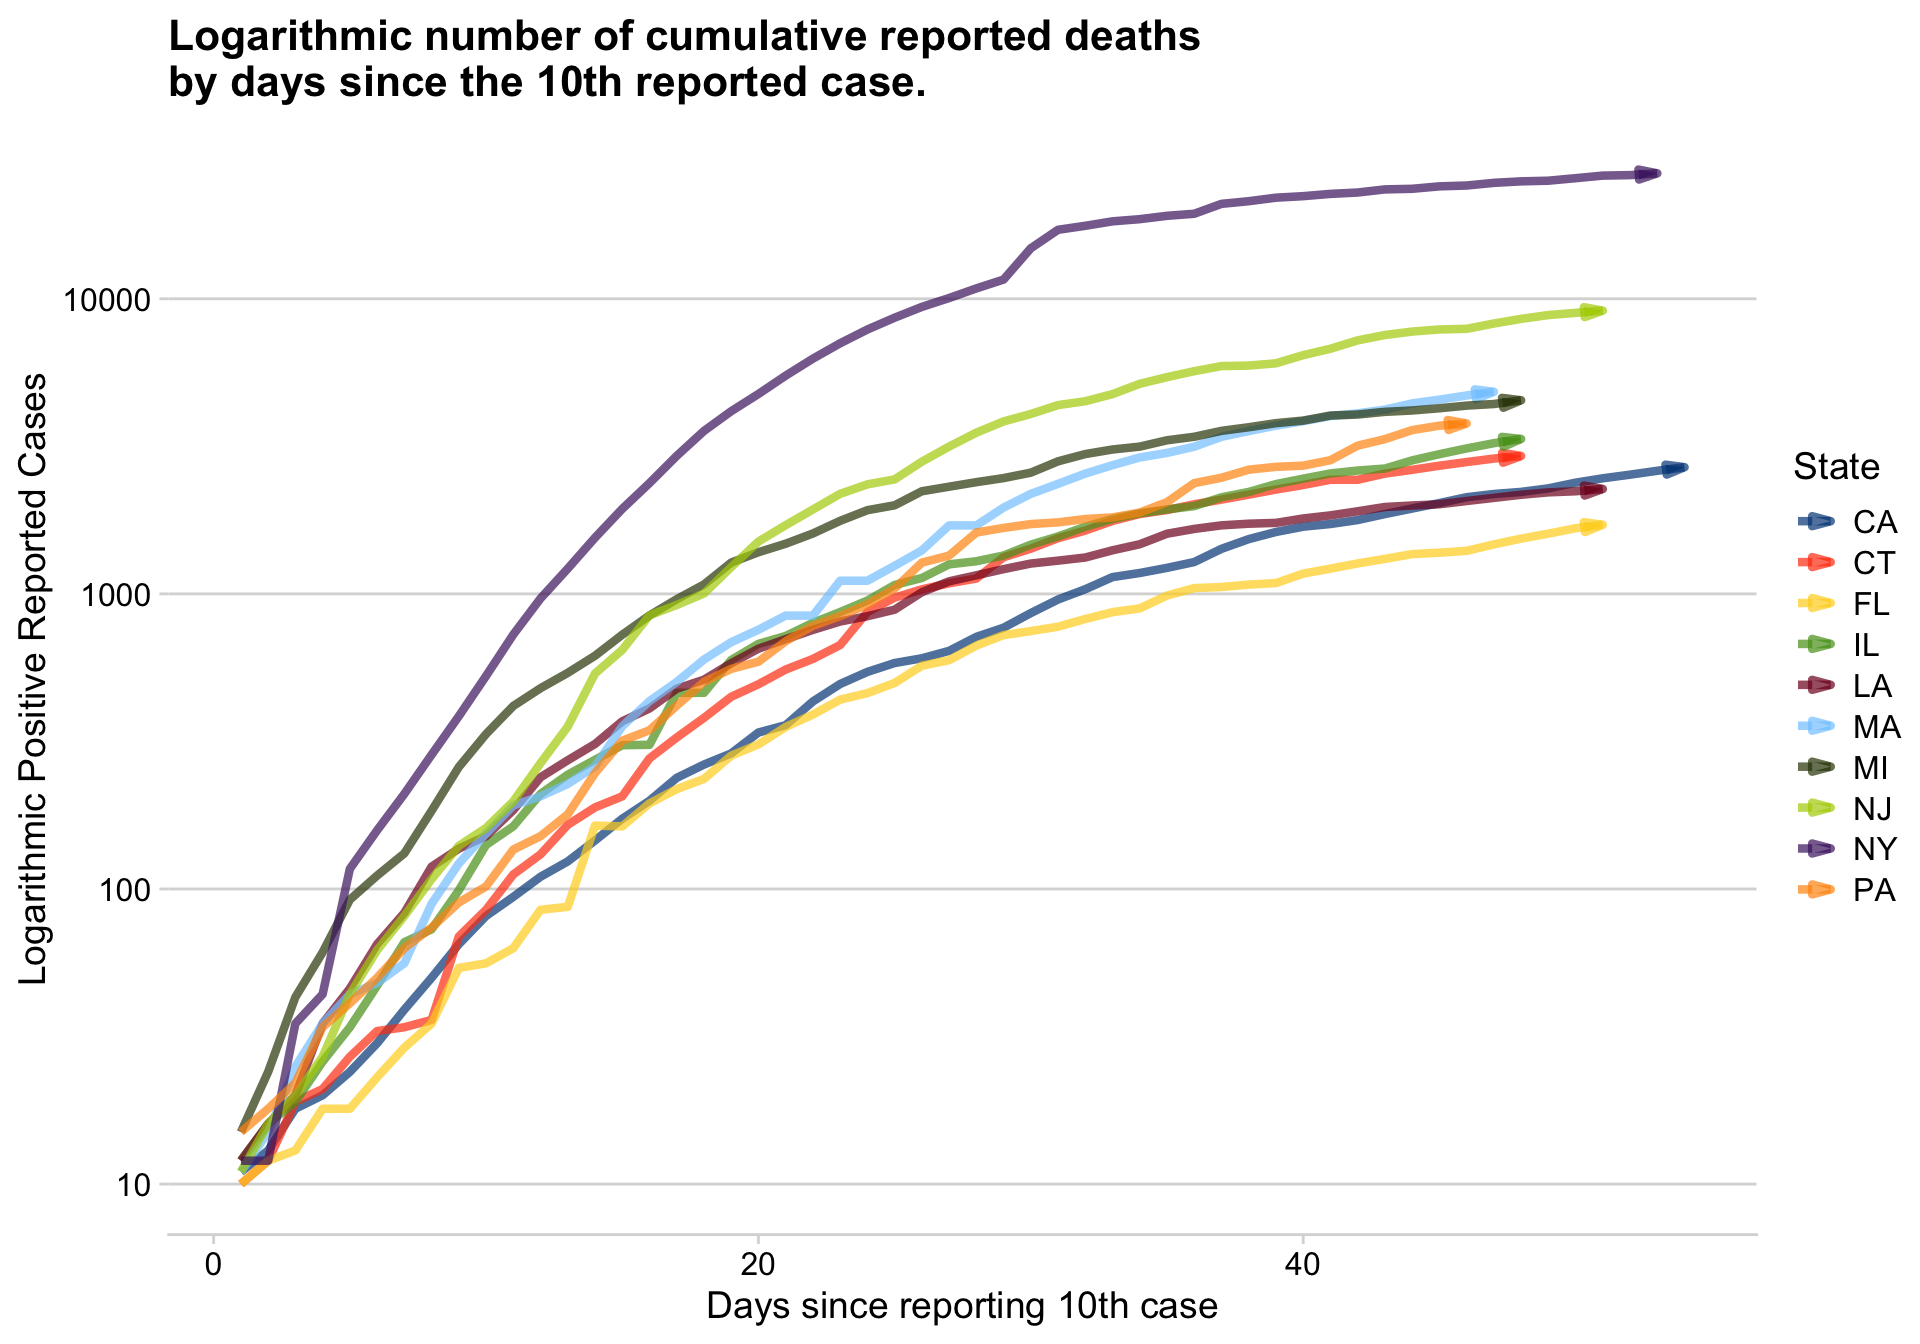 Logarithmic number of cumulative reported deaths
by days since the 10th reported case.
Logarithmic Positive Reported Cases
10000
1000
100
10
0
20
40
Days since reporting 10th case
State
CA
CT
FL
IL
LA
MA
MI
NJ
NY
PA